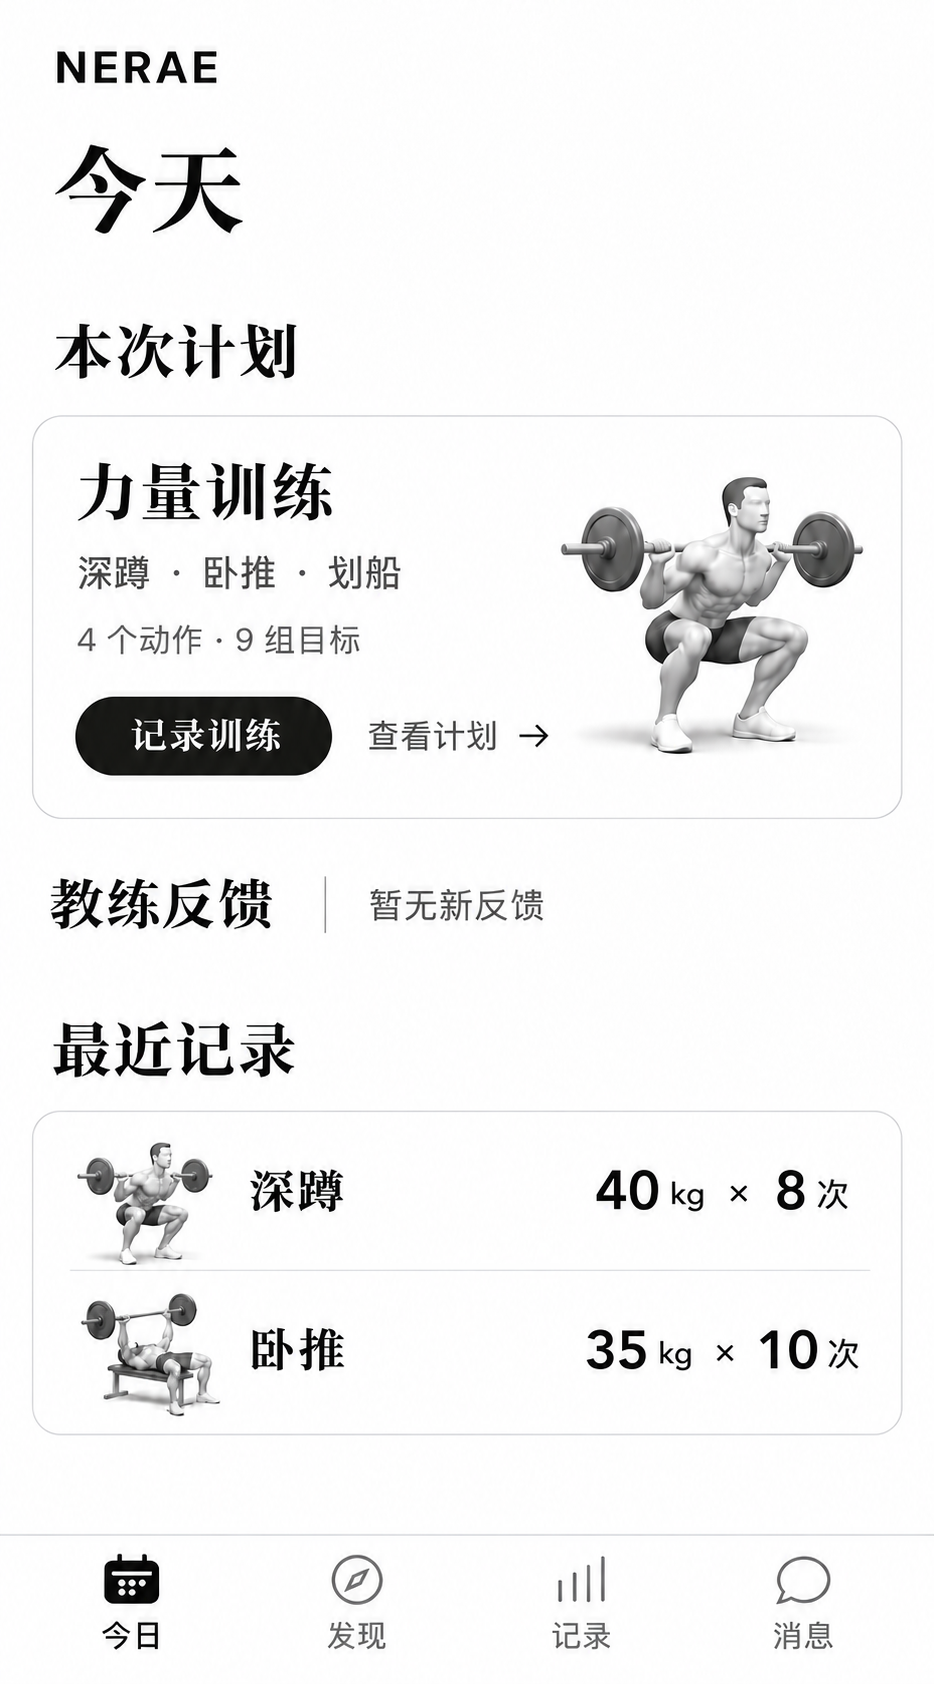 NERAE
今天
本次计划
力量训练
深蹲 · 卧推 · 划船
4 个动作 · 9 组目标
记录训练 查看计划 →
教练反馈 暂无新反馈
最近记录
深蹲 40 kg × 8 次
卧推 35 kg × 10 次
今日 发现 记录 消息